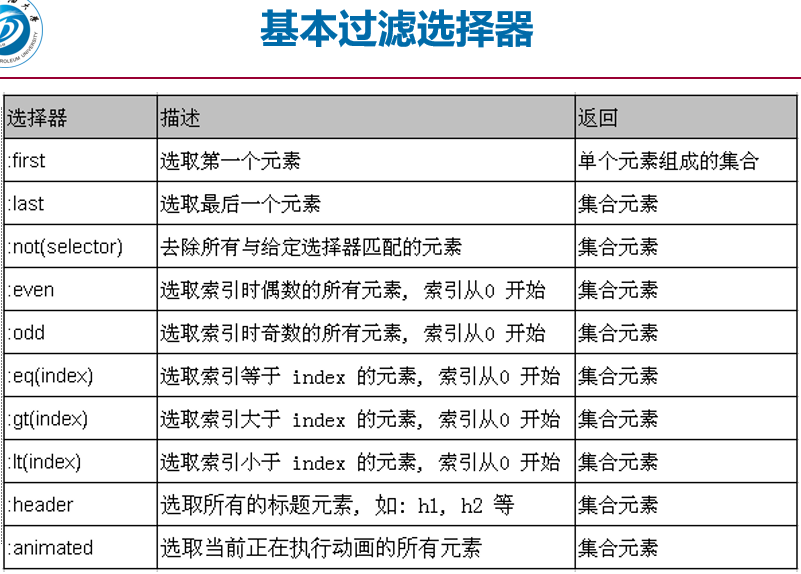 基本过滤选择器
大学
ROLEUM UNIVERSITY
选择器 描述 返回
:first 选取第一个元素 单个元素组成的集合
:last 选取最后一个元素 集合元素
:not(selector) 去除所有与给定选择器匹配的元素 集合元素
:even 选取索引时偶数的所有元素, 索引从0 开始 集合元素
:odd 选取索引时奇数的所有元素, 索引从0 开始 集合元素
:eq(index) 选取索引等于 index 的元素, 索引从0 开始 集合元素
:gt(index) 选取索引大于 index 的元素, 索引从0 开始 集合元素
:lt(index) 选取索引小于 index 的元素, 索引从0 开始 集合元素
:header 选取所有的标题元素, 如: h1, h2 等 集合元素
:animated 选取当前正在执行动画的所有元素 集合元素